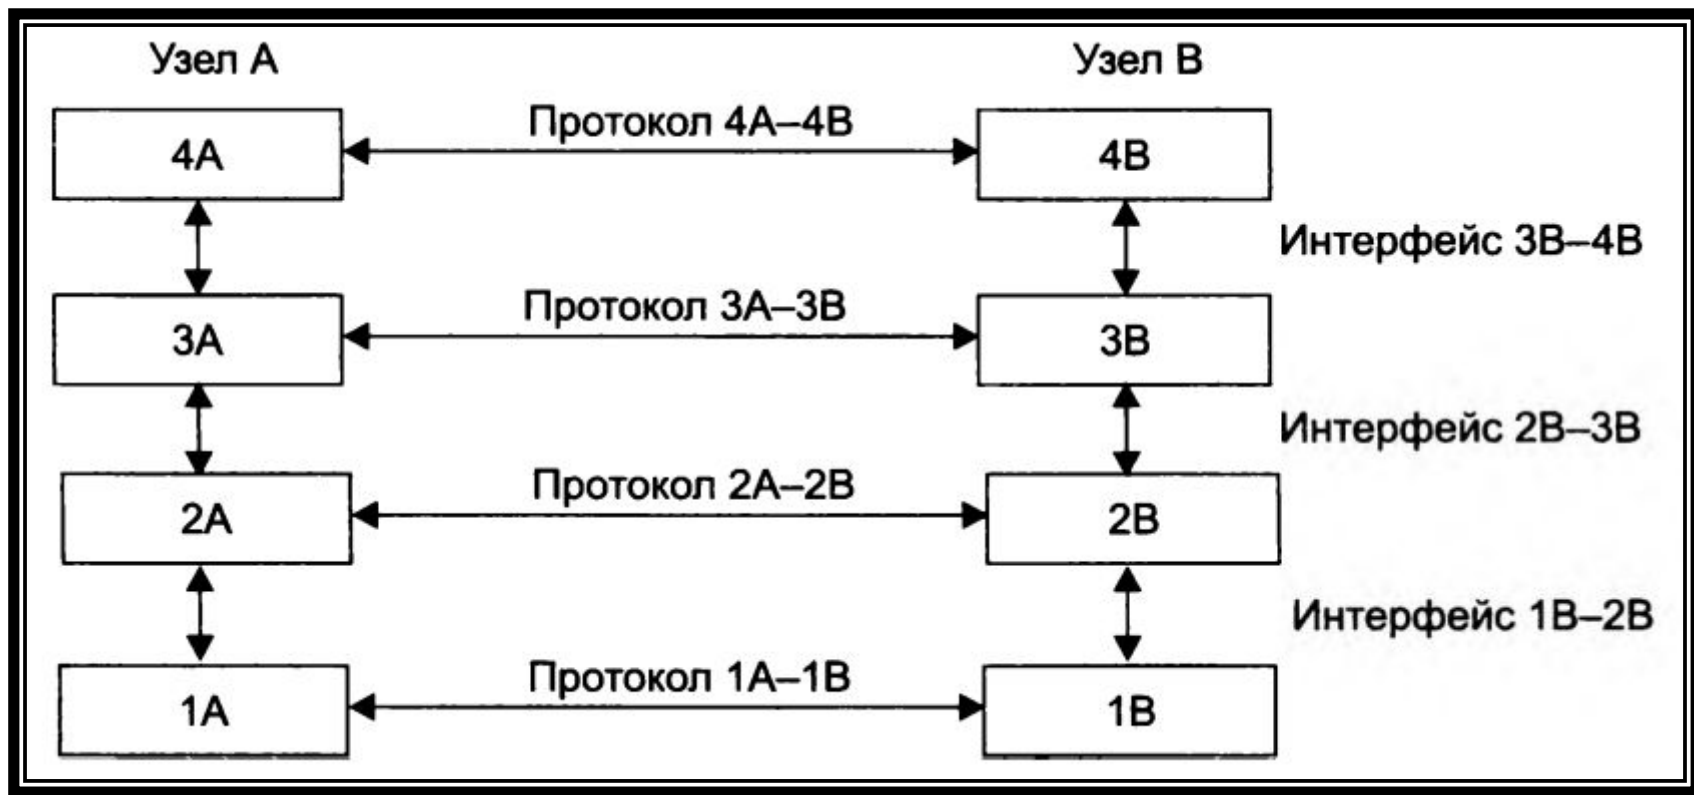 Узел А
Узел В
Протокол 4А–4В
4А
4В
Интерфейс 3В–4В
Протокол 3А–3В
3А
3В
Интерфейс 2В–3В
Протокол 2А–2В
2А
2В
Интерфейс 1В–2В
Протокол 1А–1В
1А
1В